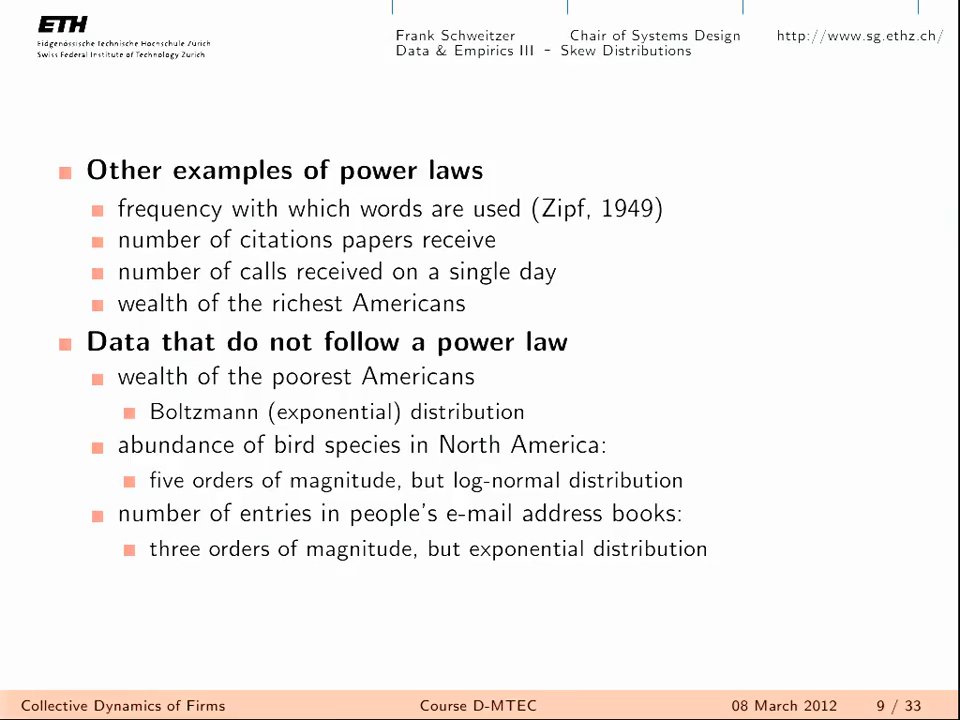 ETH
Eidgenössische Technische Hochschule Zürich
Swiss Federal Institute of Technology Zurich
Frank Schweitzer Chair of Systems Design http://www.sg.ethz.ch/
Data & Empirics III – Skew Distributions
Other examples of power laws
frequency with which words are used (Zipf, 1949)
number of citations papers receive
number of calls received on a single day
wealth of the richest Americans
Data that do not follow a power law
wealth of the poorest Americans
Boltzmann (exponential) distribution
abundance of bird species in North America:
five orders of magnitude, but log-normal distribution
number of entries in people's e-mail address books:
three orders of magnitude, but exponential distribution
Collective Dynamics of Firms Course D-MTEC 08 March 2012 9 / 33